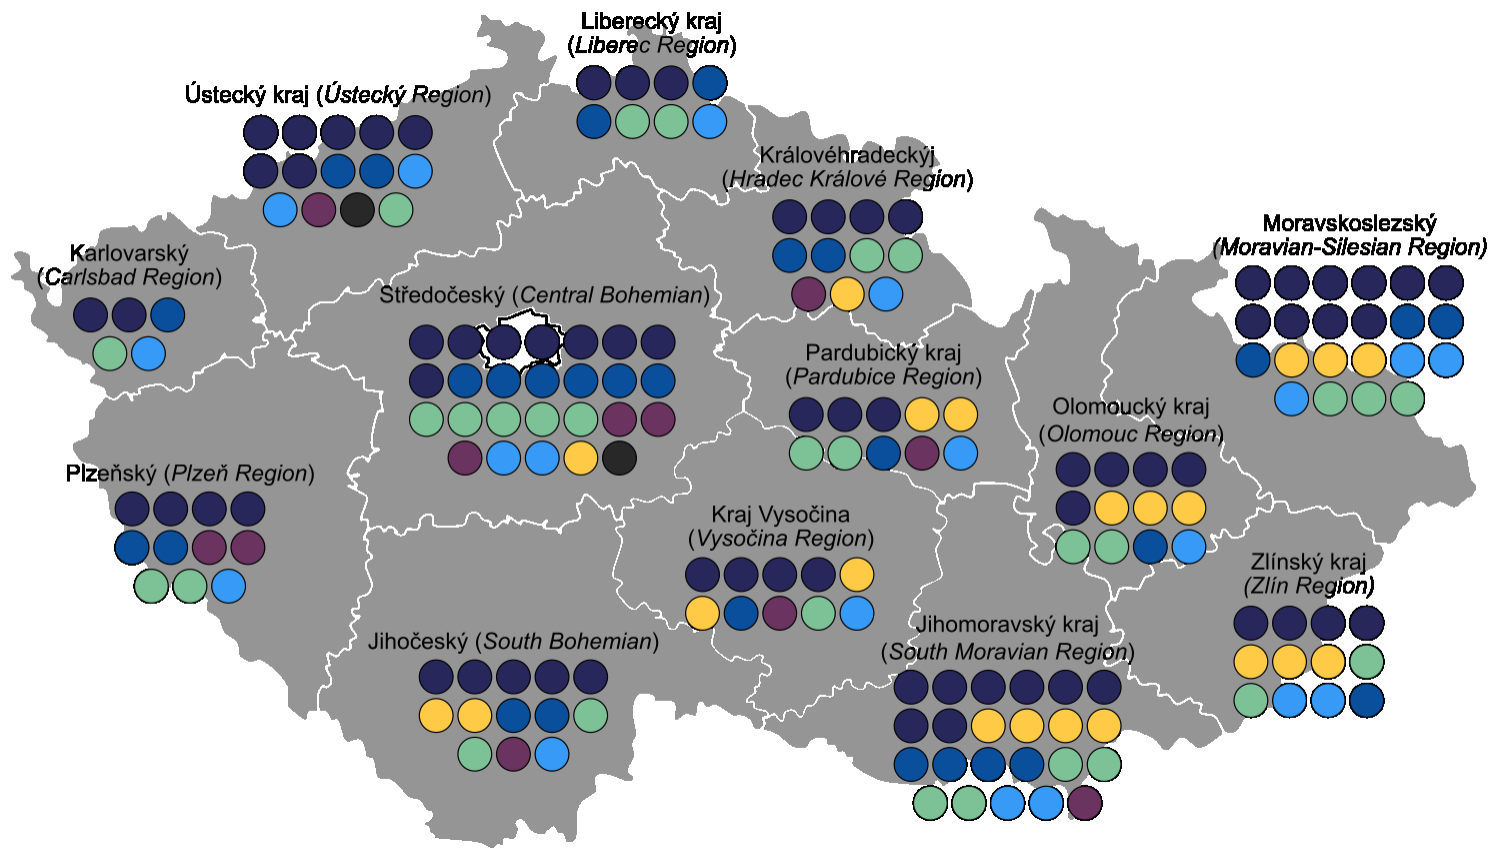 Liberecký kraj
(Liberec Region)
Ústecký kraj (Ústecký Region)
Královéhradeckýj
(Hradec Králové Region)
Moravskoslezský
(Moravian-Silesian Region)
Karlovarský
(Carlsbad Region)
Středočeský (Central Bohemian)
Pardubický kraj
(Pardubice Region)
Olomoucký kraj
(Olomouc Region)
Plzeňský (Plzeň Region)
Kraj Vysočina
(Vysočina Region)
Zlínský kraj
(Zlín Region)
Jihočeský (South Bohemian)
Jihomoravský kraj
(South Moravian Region)